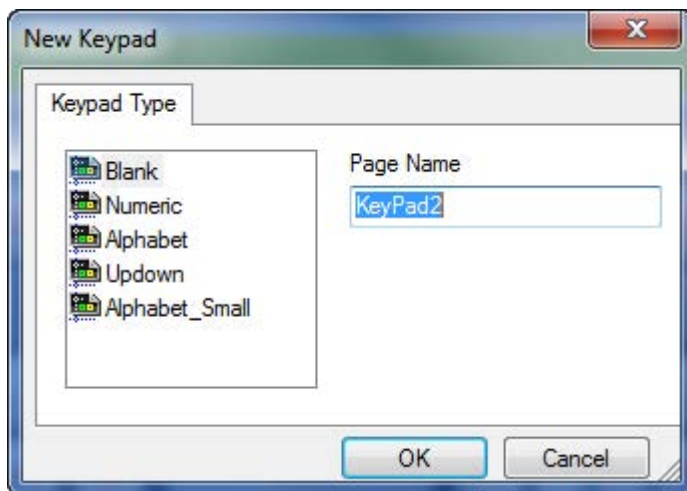 New Keypad
Keypad Type
Blank
Numeric
Alphabet
Updown
Alphabet_Small
Page Name
KeyPad2
OK
Cancel